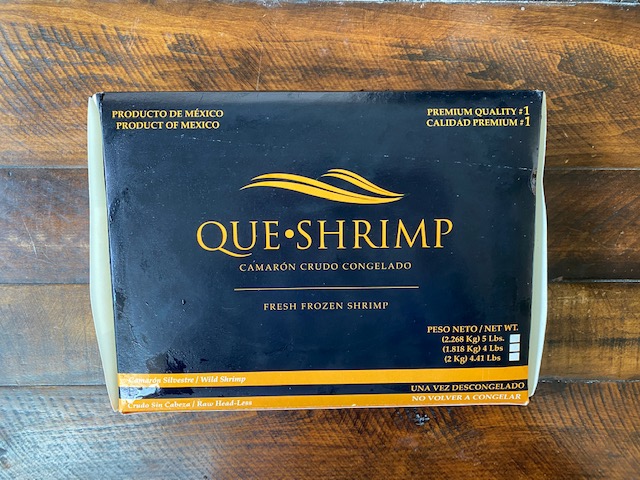 PRODUCTO DE MÉXICO
PRODUCT OF MEXICO
PREMIUM QUALITY #1
CALIDAD PREMIUM #1
QUE•SHRIMP
CAMARÓN CRUDO CONGELADO
FRESH FROZEN SHRIMP
PESO NETO / NET WT.
(2.268 Kg) 5 Lbs.
(1.818 Kg) 4 Lbs
(2 Kg) 4.41 Lbs
Camarón Silvestre / Wild Shrimp
Crudo Sin Cabeza / Raw Head-Less
UNA VEZ DESCONGELADO
NO VOLVER A CONGELAR